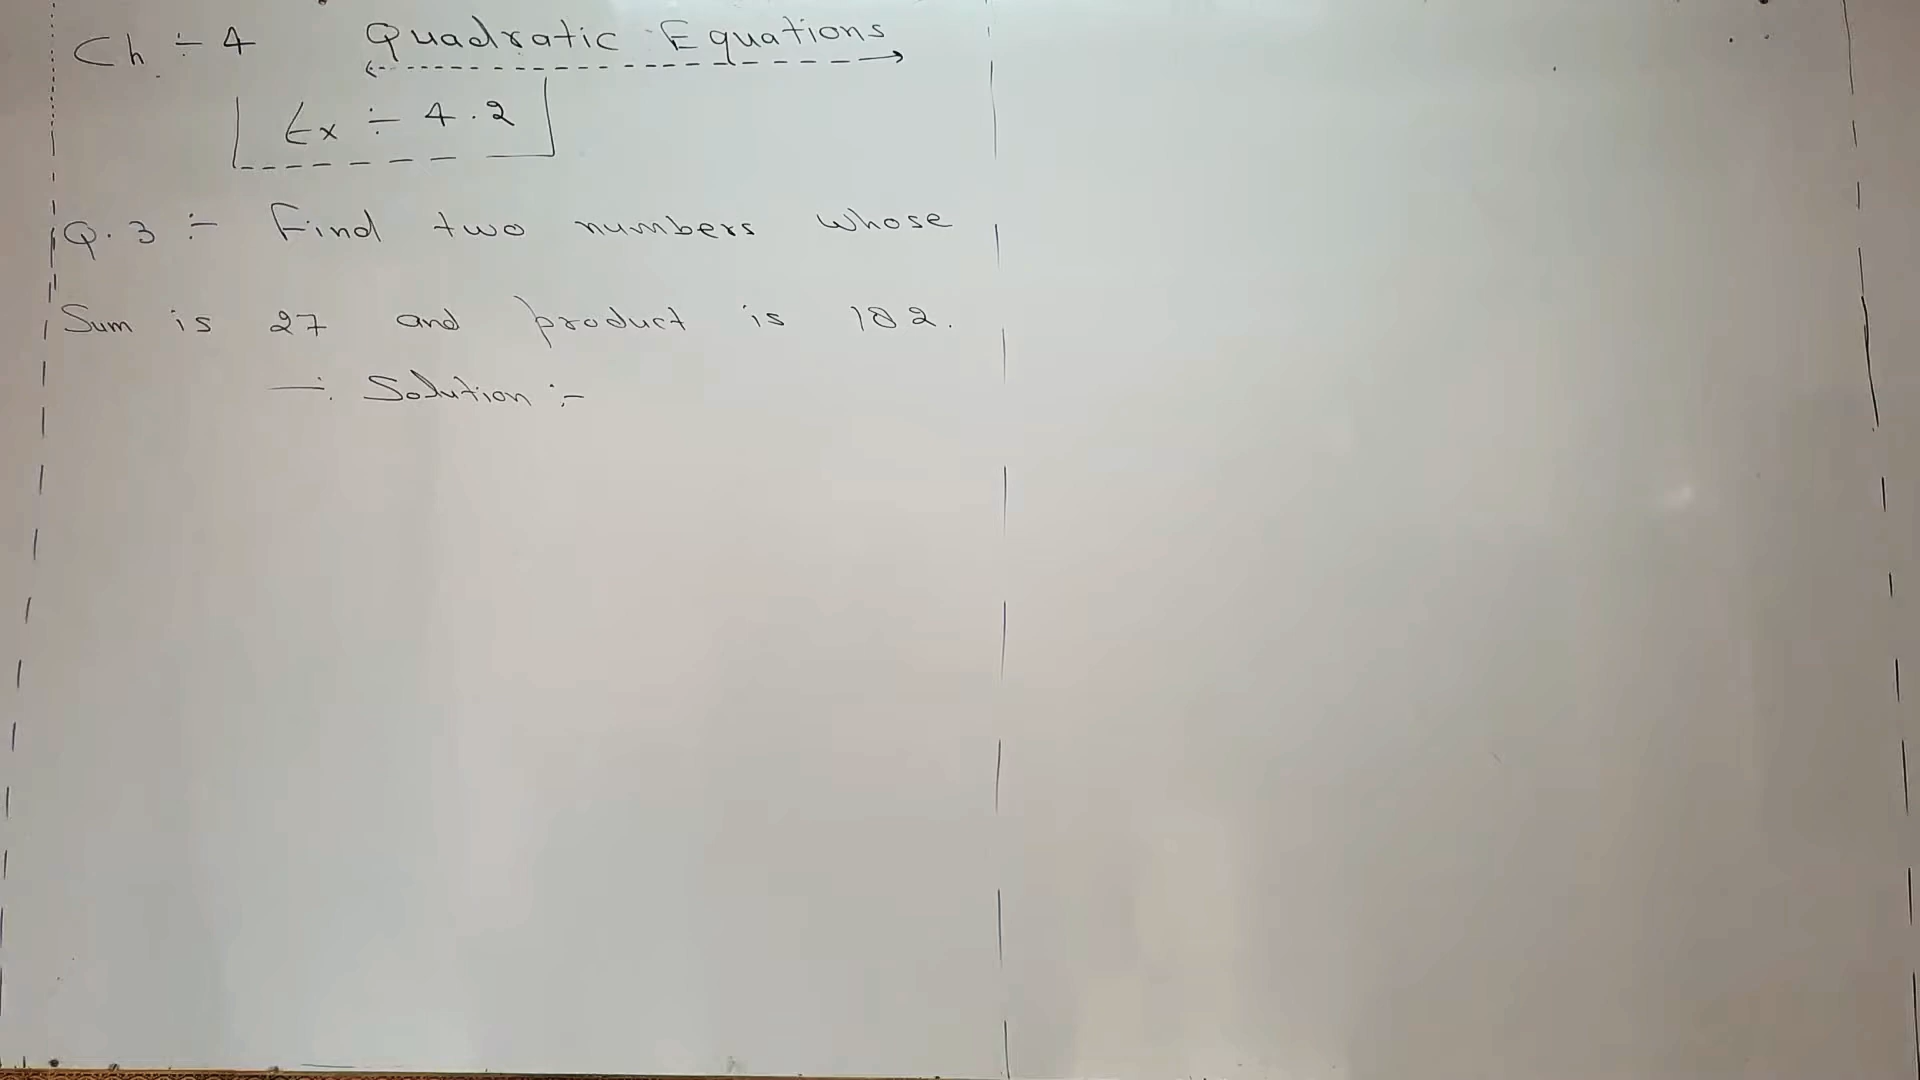 Ch :- 4 Quadratic Equations
Ex :- 4.2
Q.3 :- Find two numbers whose
Sum is 27 and product is 182.
-: Solution :-